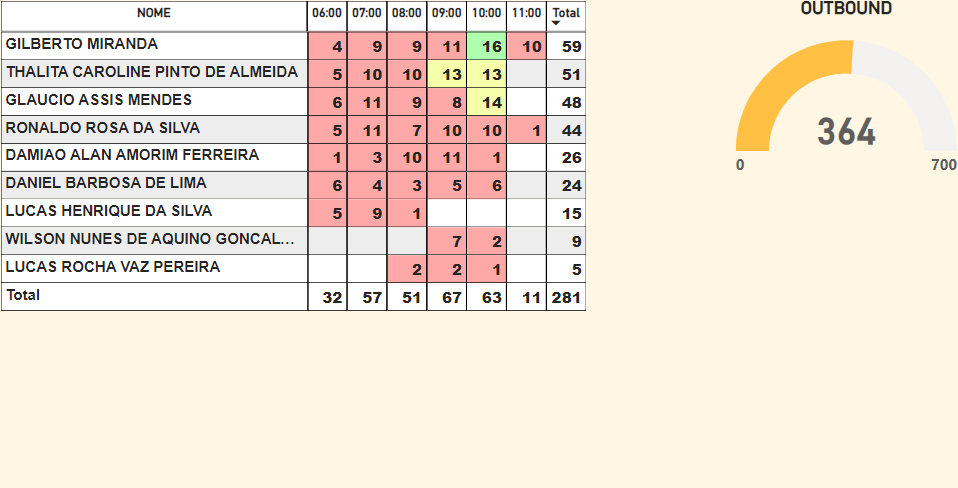 NOME 06:00 07:00 08:00 09:00 10:00 11:00 Total
GILBERTO MIRANDA 4 9 9 11 16 10 59
THALITA CAROLINE PINTO DE ALMEIDA 5 10 10 13 13 51
GLAUCIO ASSIS MENDES 6 11 9 8 14 48
RONALDO ROSA DA SILVA 5 11 7 10 10 1 44
DAMIAO ALAN AMORIM FERREIRA 1 3 10 11 1 26
DANIEL BARBOSA DE LIMA 6 4 3 5 6 24
LUCAS HENRIQUE DA SILVA 5 9 1 15
WILSON NUNES DE AQUINO GONCAL... 7 2 9
LUCAS ROCHA VAZ PEREIRA 2 2 1 5
Total 32 57 51 67 63 11 281
OUTBOUND
364
0 700